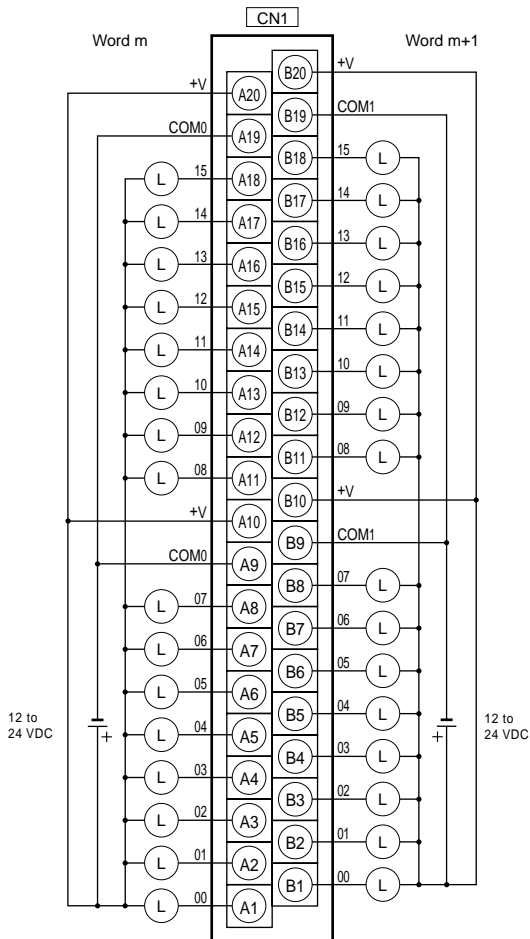 CN1
Word m
Word m+1
+V A20
COM0 A19
L 15 A18
L 14 A17
L 13 A16
L 12 A15
L 11 A14
L 10 A13
L 09 A12
L 08 A11
+V A10
COM0 A9
L 07 A8
L 06 A7
L 05 A6
L 04 A5
L 03 A4
L 02 A3
L 01 A2
L 00 A1
12 to
24 VDC
+
B20 +V
B19 COM1
B18 15 L
B17 14 L
B16 13 L
B15 12 L
B14 11 L
B13 10 L
B12 09 L
B11 08 L
B10 +V
B9 COM1
B8 07 L
B7 06 L
B6 05 L
B5 04 L
B4 03 L
B3 02 L
B2 01 L
B1 00 L
+
12 to
24 VDC